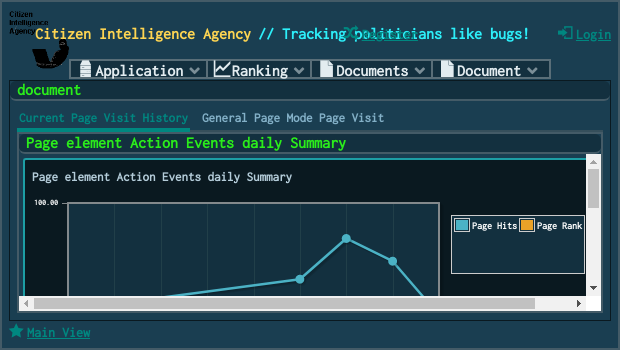 Citizen
Intelligence
Agency
Citizen Intelligence Agency // Tracking politicians like bugs!
Register
Login
Application
Ranking
Documents
Document
document
Current Page Visit History
General Page Mode Page Visit
Page element Action Events daily Summary
Page element Action Events daily Summary
100.00
Page Hits
Page Rank
Main View